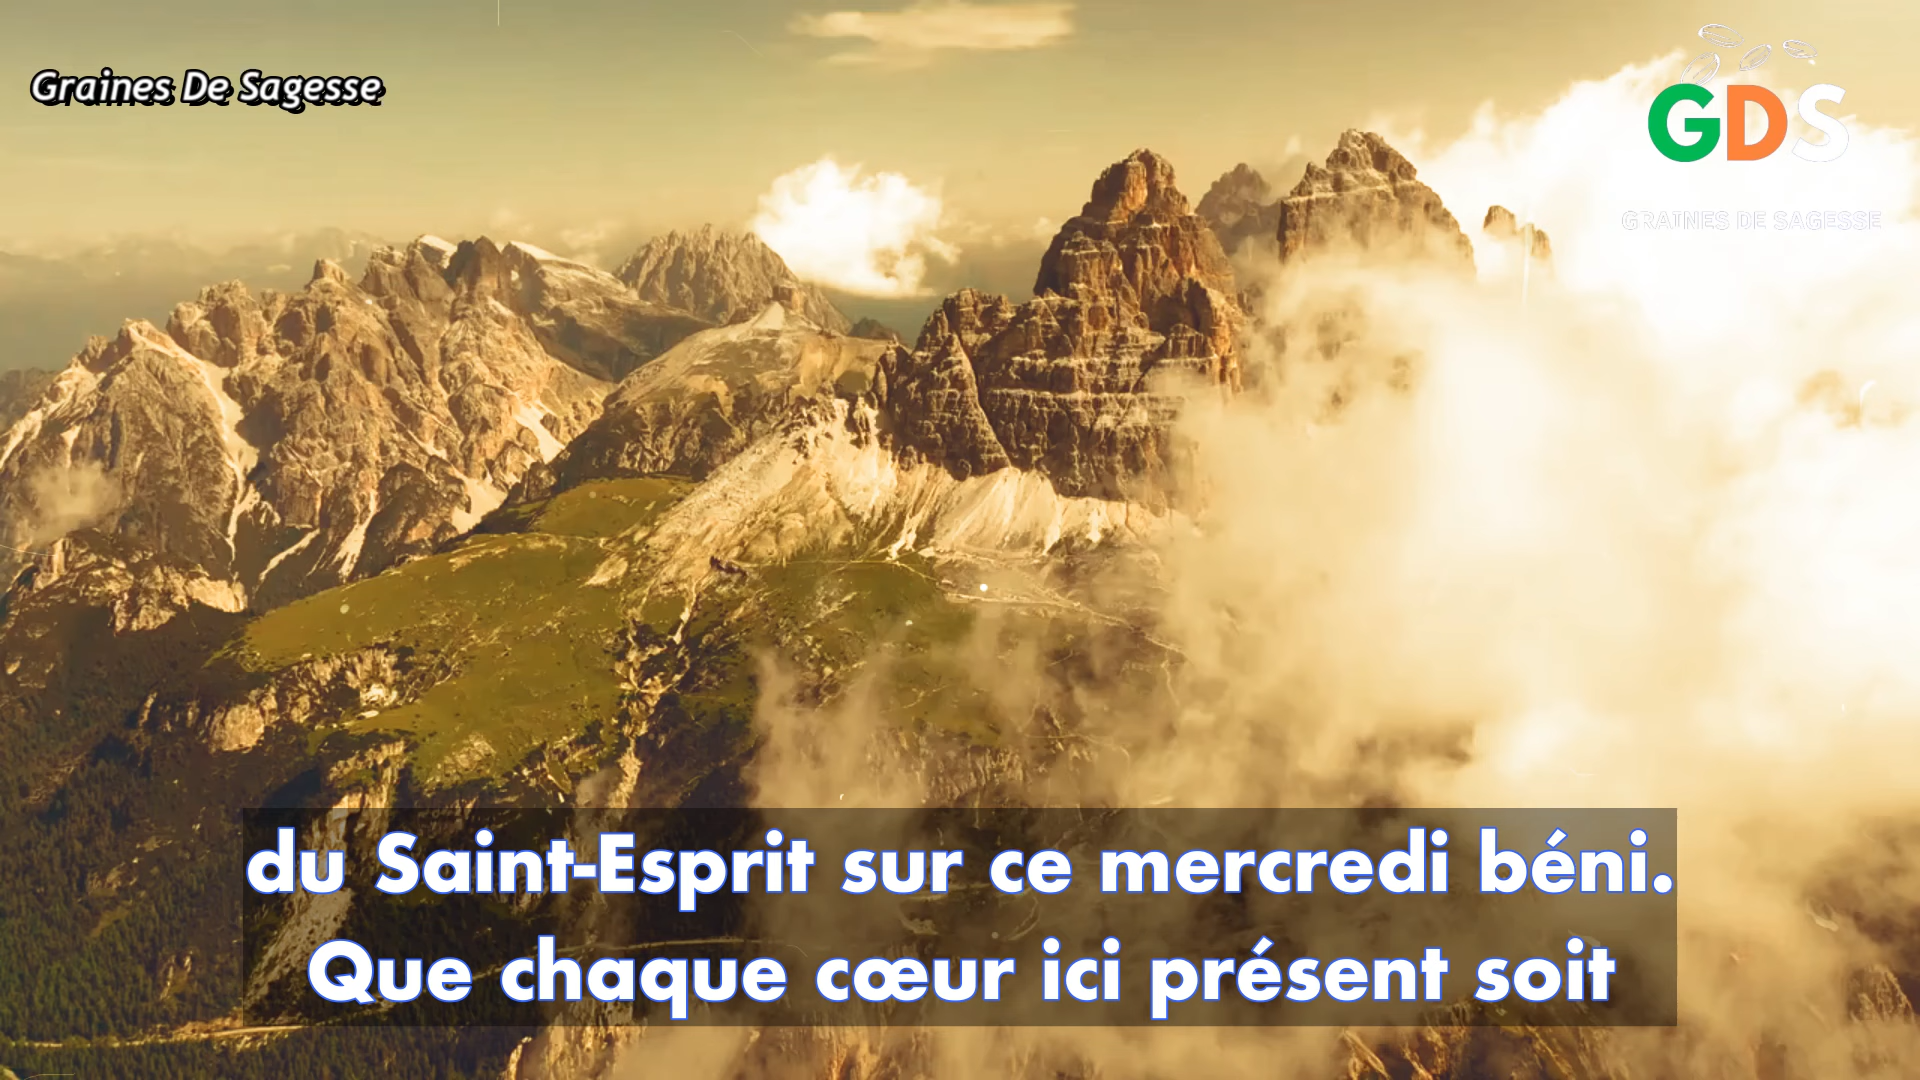 Graines De Sagesse
GDS
GRAINES DE SAGESSE
du Saint-Esprit sur ce mercredi béni.
Que chaque cœur ici présent soit